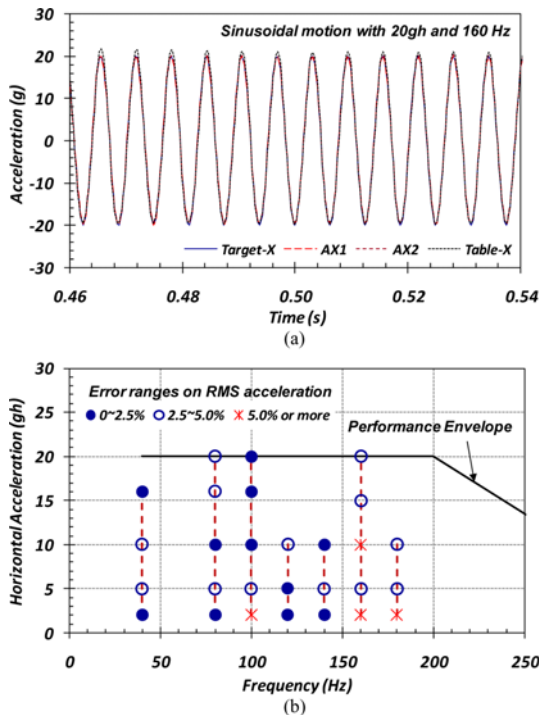 Sinusoidal motion with 20gh and 160 Hz
30
20
10
0
-10
-20
-30
Acceleration (g)
Target-X AX1 AX2 Table-X
0.46 0.48 0.50 0.52 0.54
Time (s)
(a)
Error ranges on RMS acceleration
0~2.5% 2.5~5.0% 5.0% or more
Performance Envelope
30
25
20
15
10
5
0
Horizontal Acceleration (gh)
0 50 100 150 200 250
Frequency (Hz)
(b)